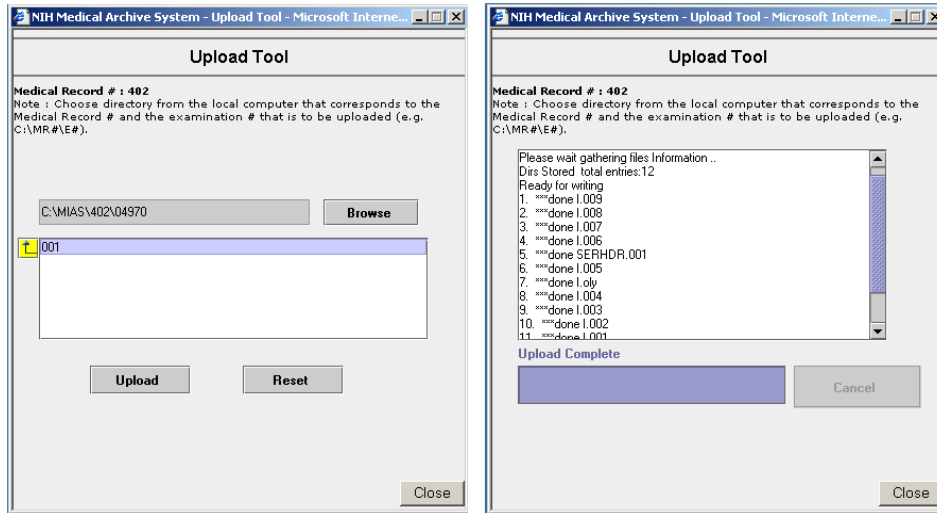 NIH Medical Archive System - Upload Tool - Microsoft Interne...
Upload Tool
Medical Record # : 402
Note : Choose directory from the local computer that corresponds to the
Medical Record # and the examination # that is to be uploaded (e.g.
C:\MR#\E#).
C:\MIAS\402\04970
Browse
001
Upload
Reset
Close
NIH Medical Archive System - Upload Tool - Microsoft Interne...
Upload Tool
Medical Record # : 402
Note : Choose directory from the local computer that corresponds to the
Medical Record # and the examination # that is to be uploaded (e.g.
C:\MR#\E#).
Please wait gathering files Information ..
Dirs Stored total entries:12
Ready for writing
1. ***done I.009
2. ***done I.008
3. ***done I.007
4. ***done I.006
5. ***done SERHDR.001
6. ***done I.005
7. ***done I.oly
8. ***done I.004
9. ***done I.003
10. ***done I.002
11. ***done I.001
Upload Complete
Cancel
Close